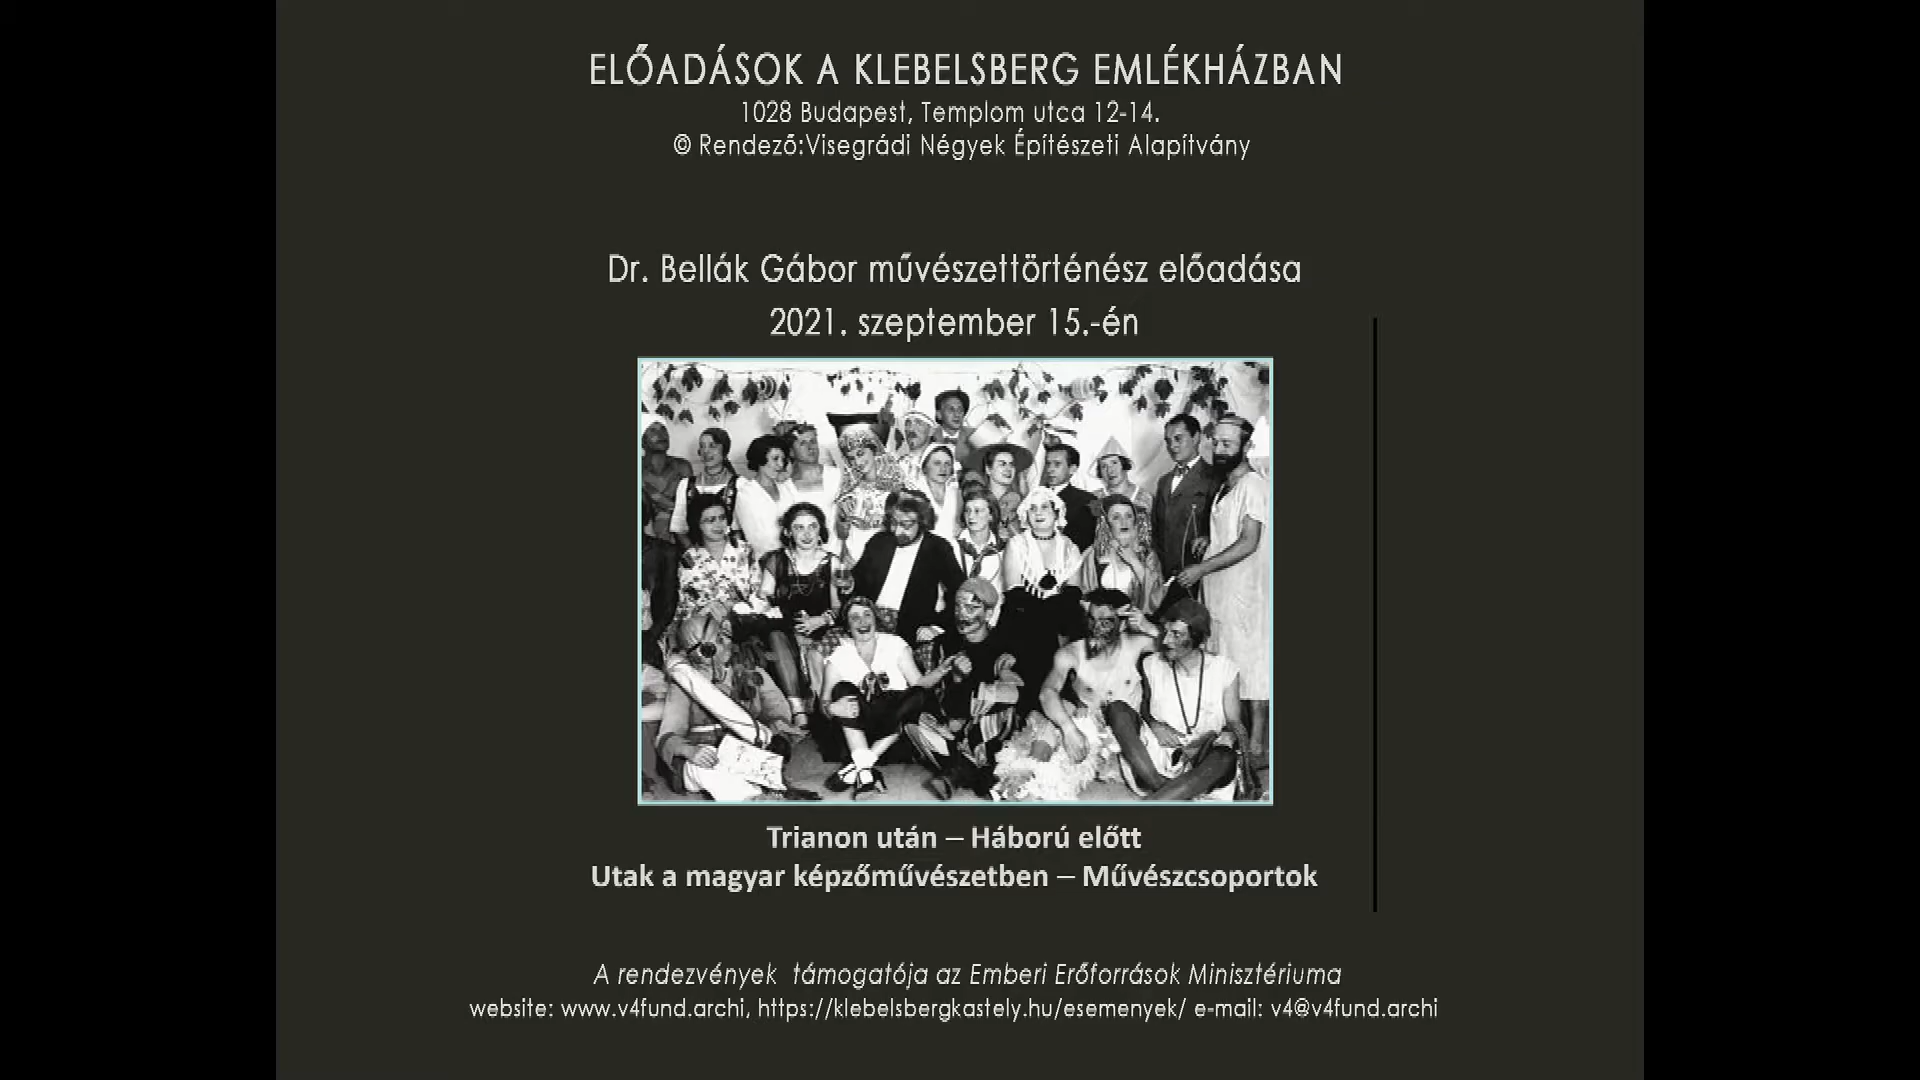 ELŐADÁSOK A KLEBELSBERG EMLÉKHÁZBAN
1028 Budapest, Templom utca 12-14.
© Rendező:Visegrádi Négyek Építészeti Alapítvány
Dr. Bellák Gábor művészettörténész előadása
2021. szeptember 15.-én
Trianon után – Háború előtt
Utak a magyar képzőművészetben – Művészcsoportok
A rendezvények támogatója az Emberi Erőforrások Minisztériuma
website: www.v4fund.archi, https://klebelsbergkastely.hu/esemenyek/ e-mail: v4@v4fund.archi